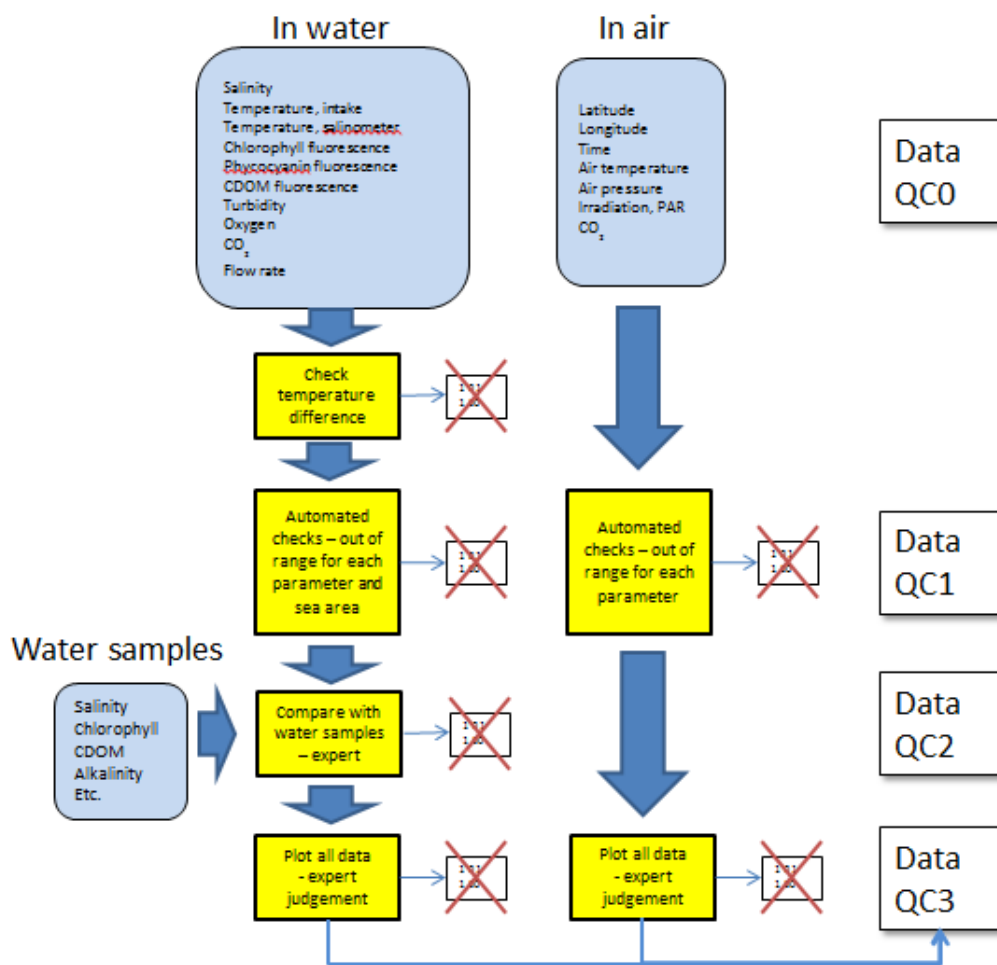 In water
In air
Salinity
Temperature, intake
Temperature, salinometer
Chlorophyll fluorescence
Phycocyanin fluorescence
CDOM fluorescence
Turbidity
Oxygen
CO₂
Flow rate
Latitude
Longitude
Time
Air temperature
Air pressure
Irradiation, PAR
CO₂
Data
QC0
Check
temperature
difference
Automated
checks – out of
range for each
parameter and
sea area
Automated
checks – out of
range for each
parameter
Data
QC1
Water samples
Salinity
Chlorophyll
CDOM
Alkalinity
Etc.
Compare with
water samples
– expert
Data
QC2
Plot all data
- expert
judgement
Plot all data
- expert
judgement
Data
QC3